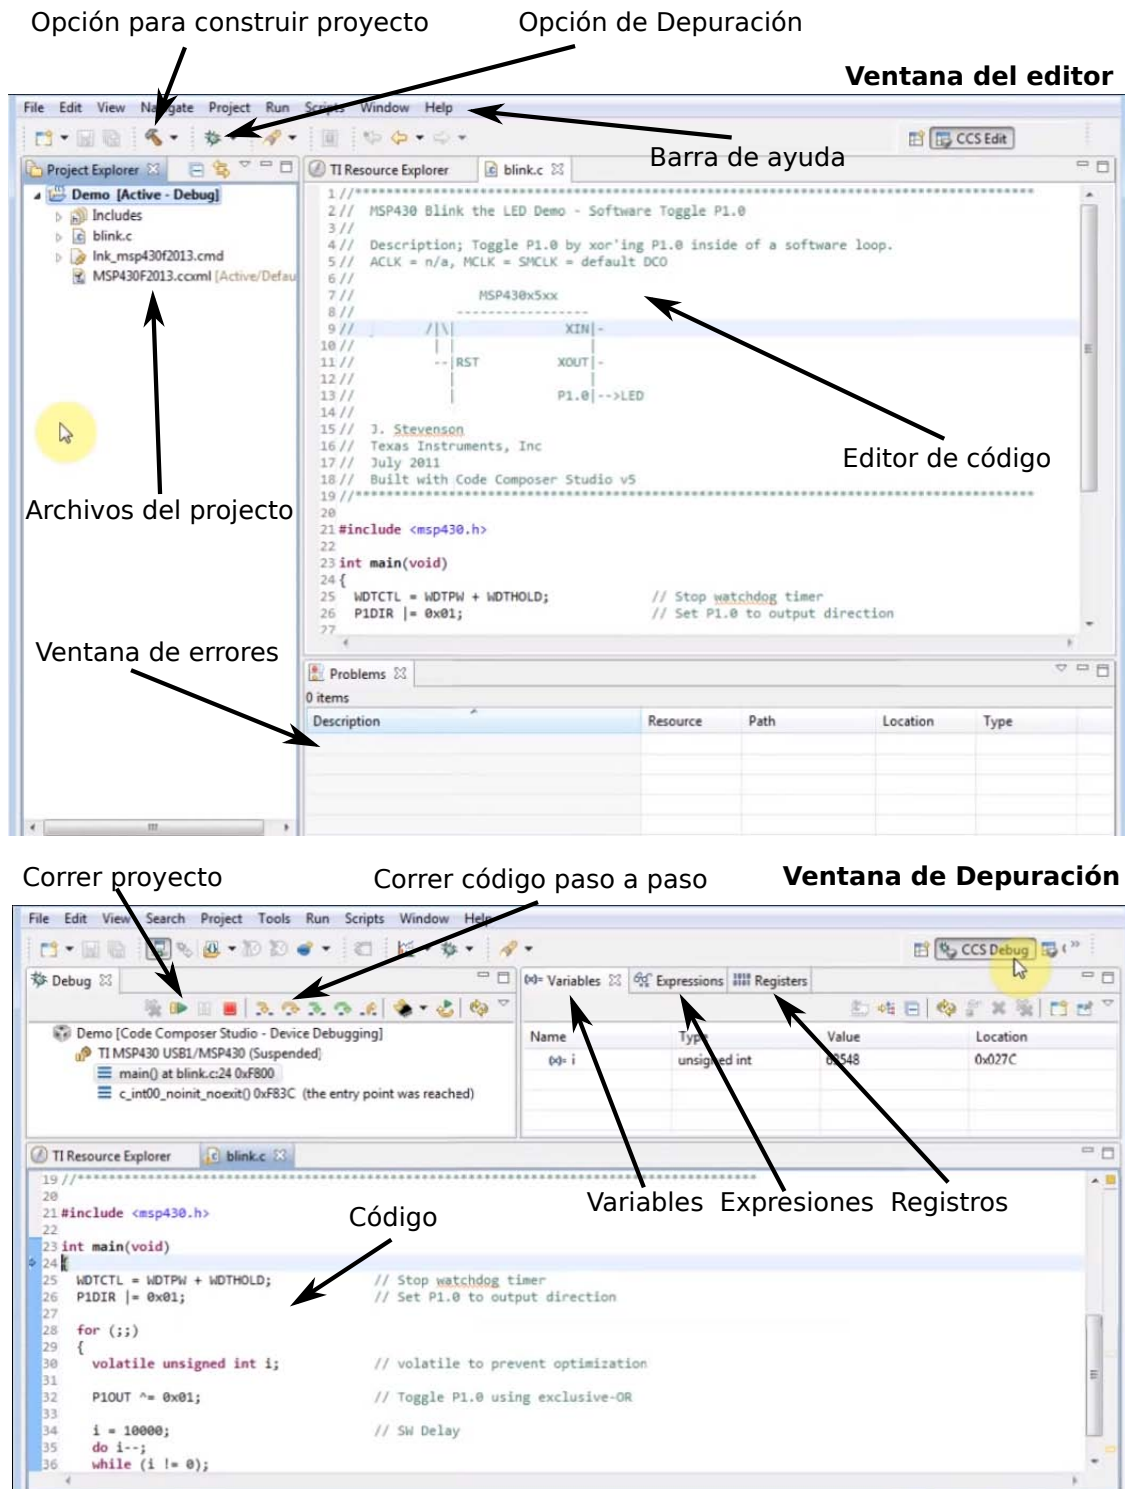 Opción para construir proyecto
Opción de Depuración
Ventana del editor
File Edit View Navigate Project Run Scripts Window Help
CCS Edit
Barra de ayuda
Project Explorer
TI Resource Explorer
blink.c
Demo [Active - Debug]
Includes
blink.c
lnk_msp430f2013.cmd
MSP430F2013.ccxml [Active/Defau
1 //*****************************************************************************************
2 // MSP430 Blink the LED Demo - Software Toggle P1.0
3 //
4 // Description; Toggle P1.0 by xor'ing P1.0 inside of a software loop.
5 // ACLK = n/a, MCLK = SMCLK = default DCO
6 //
7 // MSP430x5xx
8 // -----------------
9 // /|\| XIN|-
10 // | | |
11 // --|RST XOUT|-
12 // | |
13 // | P1.0|-->LED
14 //
15 // J. Stevenson
16 // Texas Instruments, Inc
17 // July 2011
18 // Built with Code Composer Studio v5
19 //*****************************************************************************************
20
21 #include <msp430.h>
22
23 int main(void)
24 {
25 WDTCTL = WDTPW + WDTHOLD; // Stop watchdog timer
26 P1DIR |= 0x01; // Set P1.0 to output direction
27
Editor de código
Archivos del projecto
Ventana de errores
Problems
0 items
Description Resource Path Location Type
Correr proyecto
Correr código paso a paso
Ventana de Depuración
File Edit View Search Project Tools Run Scripts Window Help
CCS Debug
Debug
(x)= Variables
Expressions
Registers
Demo [Code Composer Studio - Device Debugging]
TI MSP430 USB1/MSP430 (Suspended)
main() at blink.c:24 0xF800
c_int00_noinit_noexit() 0xF83C (the entry point was reached)
Name Type Value Location
(x)= i unsigned int 548 0x027C
TI Resource Explorer
blink.c
Variables
Expresiones
Registros
Código
19 //*****************************************************************************************
20
21 #include <msp430.h>
22
23 int main(void)
24 {
25 WDTCTL = WDTPW + WDTHOLD; // Stop watchdog timer
26 P1DIR |= 0x01; // Set P1.0 to output direction
27
28 for (;;)
29 {
30 volatile unsigned int i; // volatile to prevent optimization
31
32 P1OUT ^= 0x01; // Toggle P1.0 using exclusive-OR
33
34 i = 10000; // SW Delay
35 do i--;
36 while (i != 0);